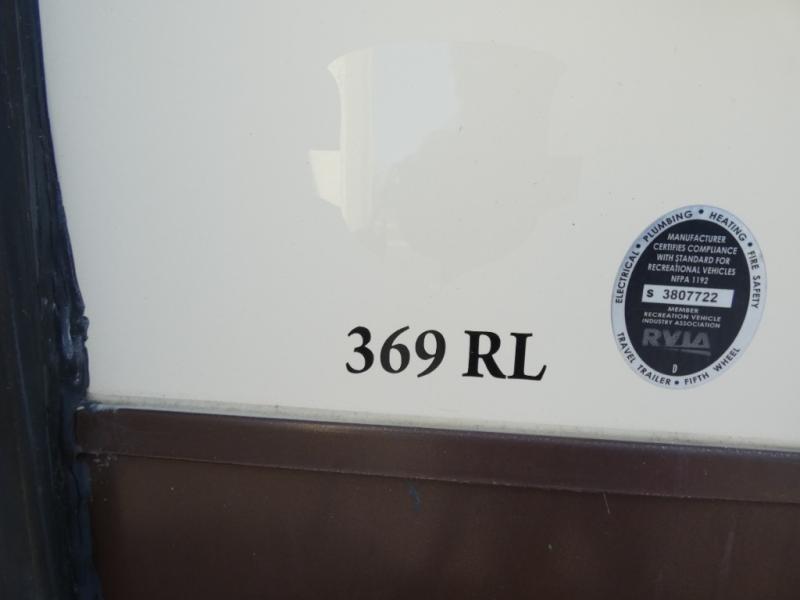 369 RL
ELECTRICAL • PLUMBING • HEATING • FIRE SAFETY
MANUFACTURER
CERTIFIES COMPLIANCE
WITH STANDARD FOR
RECREATIONAL VEHICLES
NFPA 1192
S 3807722
MEMBER
RECREATION VEHICLE
INDUSTRY ASSOCIATION
RVIA
D
TRAVEL TRAILER • FIFTH WHEEL